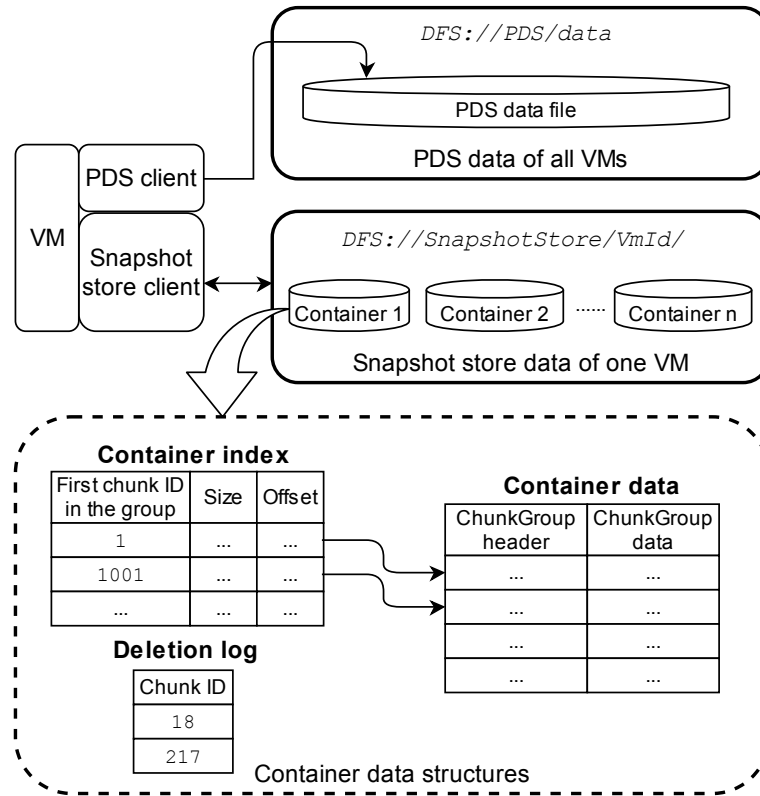 DFS://PDS/data
PDS data file
PDS data of all VMs
VM
PDS client
Snapshot
store client
DFS://SnapshotStore/VmId/
Container 1
Container 2
......
Container n
Snapshot store data of one VM
Container index
First chunk ID
in the group
Size
Offset
1
...
...
1001
...
...
...
...
...
Container data
ChunkGroup
header
ChunkGroup
data
...
...
...
...
...
...
...
...
Deletion log
Chunk ID
18
217
Container data structures